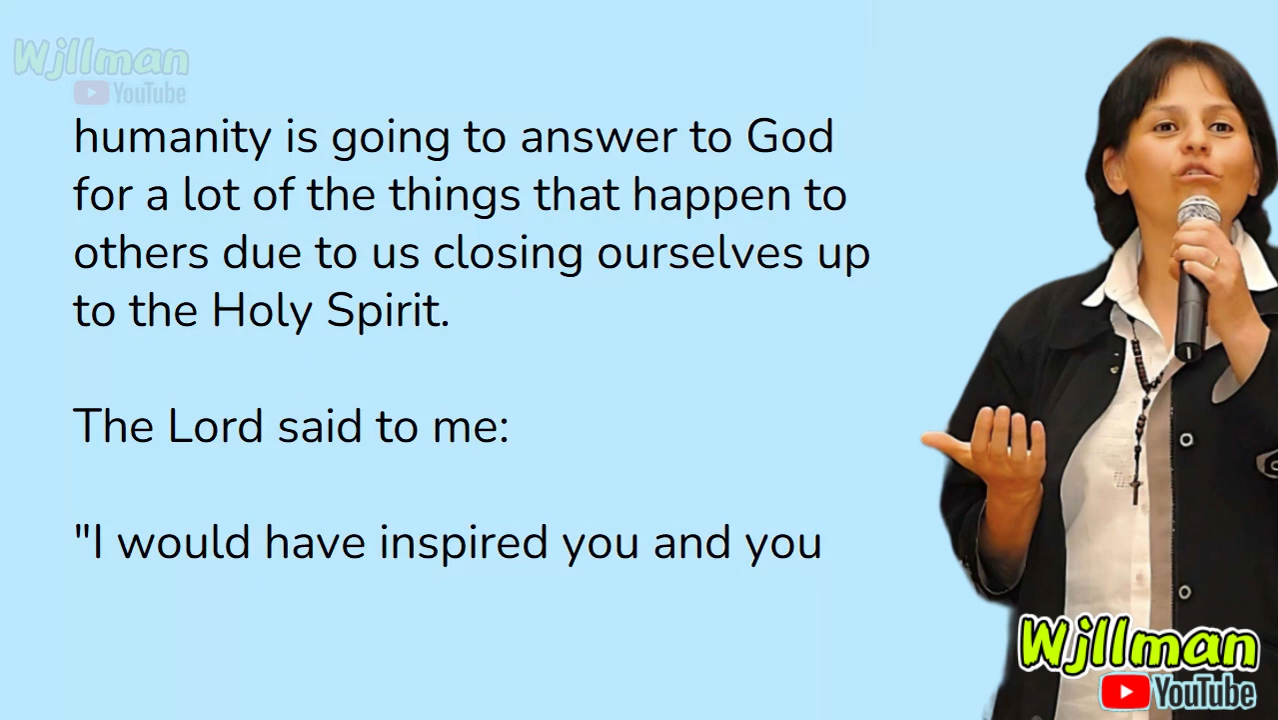 Wjllman
YouTube
humanity is going to answer to God
for a lot of the things that happen to
others due to us closing ourselves up
to the Holy Spirit.
The Lord said to me:
"I would have inspired you and you
Wjllman
YouTube